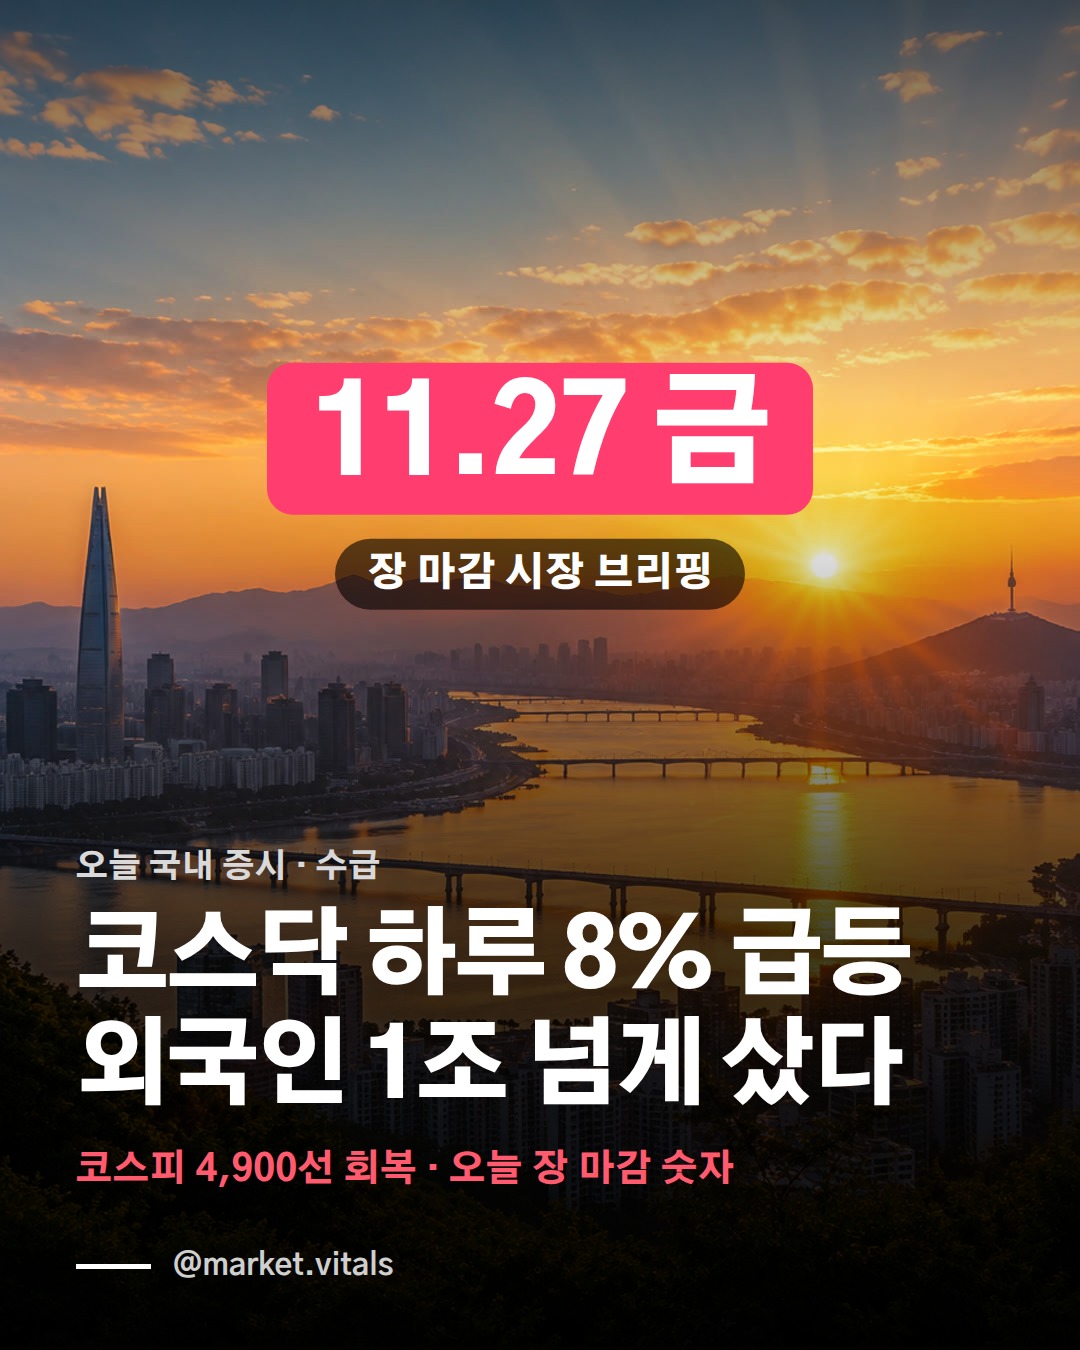 11.27 금
장 마감 시장 브리핑
오늘 국내 증시 · 수급
코스닥 하루 8% 급등
외국인 1조 넘게 샀다
코스피 4,900선 회복 · 오늘 장 마감 숫자
@market.vitals